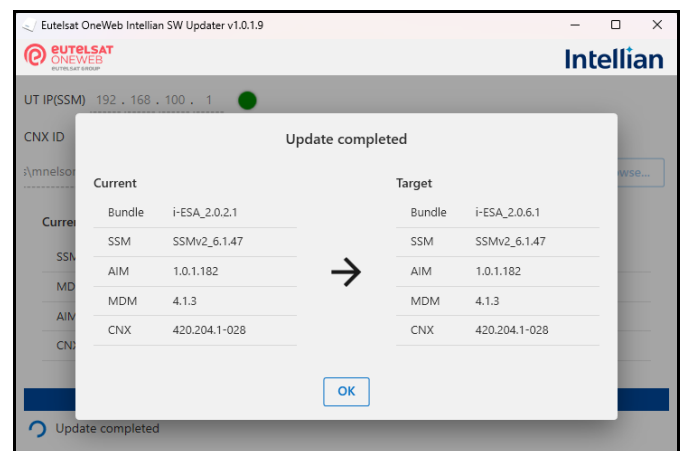 Eutelsat OneWeb Intellian SW Updater v1.0.1.9
eutelsat
ONEWEB
EUTELSAT GROUP
Intellian
UT IP(SSM) 192 . 168 . 100 . 1
CNX ID
Update completed
Current
Target
Bundle i-ESA_2.0.2.1
Bundle i-ESA_2.0.6.1
SSM SSMv2_6.1.47
SSM SSMv2_6.1.47
AIM 1.0.1.182
AIM 1.0.1.182
MDM 4.1.3
MDM 4.1.3
CNX 420.204.1-028
CNX 420.204.1-028
OK
Update completed